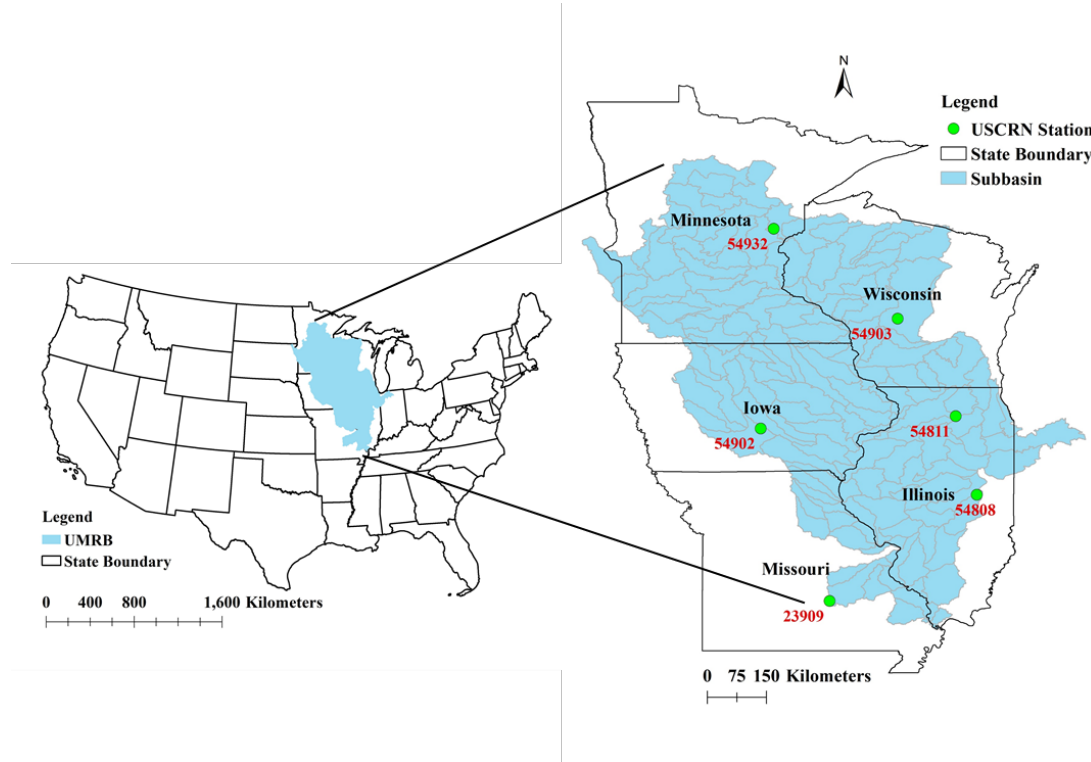 N
Legend
USCRN Station
State Boundary
Subbasin
Minnesota
54932
Wisconsin
54903
Iowa
54902
54811
Illinois
54808
Missouri
23909
0 75 150 Kilometers
Legend
UMRB
State Boundary
0 400 800 1,600 Kilometers